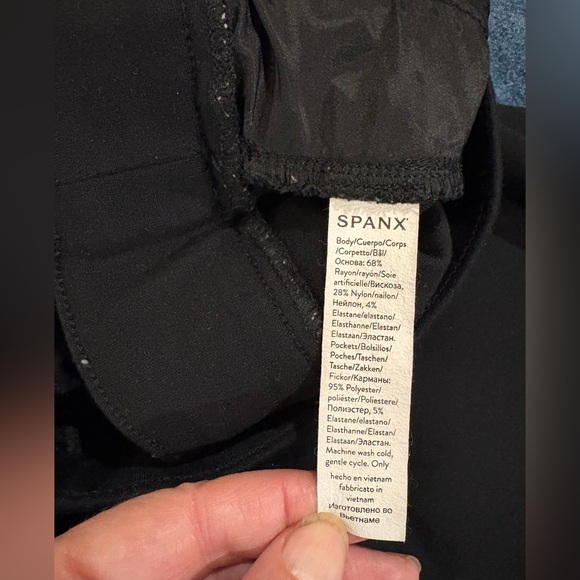 SPANX
Body/Cuerpo/Corps
/Corpetto/Bål/
Основа: 68%
Rayon/rayón/Soie
artificielle/Вискоза,
28% Nylon/nailon/
Нейлон, 4%
Elastane/elastano/
Elasthanne/Elastan/
Elastaan/Эластан.
Pockets/Bolsillos/
Poches/Taschen/
Tasche/Zakken/
Fickor/Карманы:
95% Polyester/
poliéster/Poliestere/
Полиэстер, 5%
Elastane/elastano/
Elasthanne/Elastan/
Elastaan/Эластан.
Machine wash cold,
gentle cycle. Only
hecho en vietnam
fabbricato in
vietnam
Изготовлено во
Вьетнаме